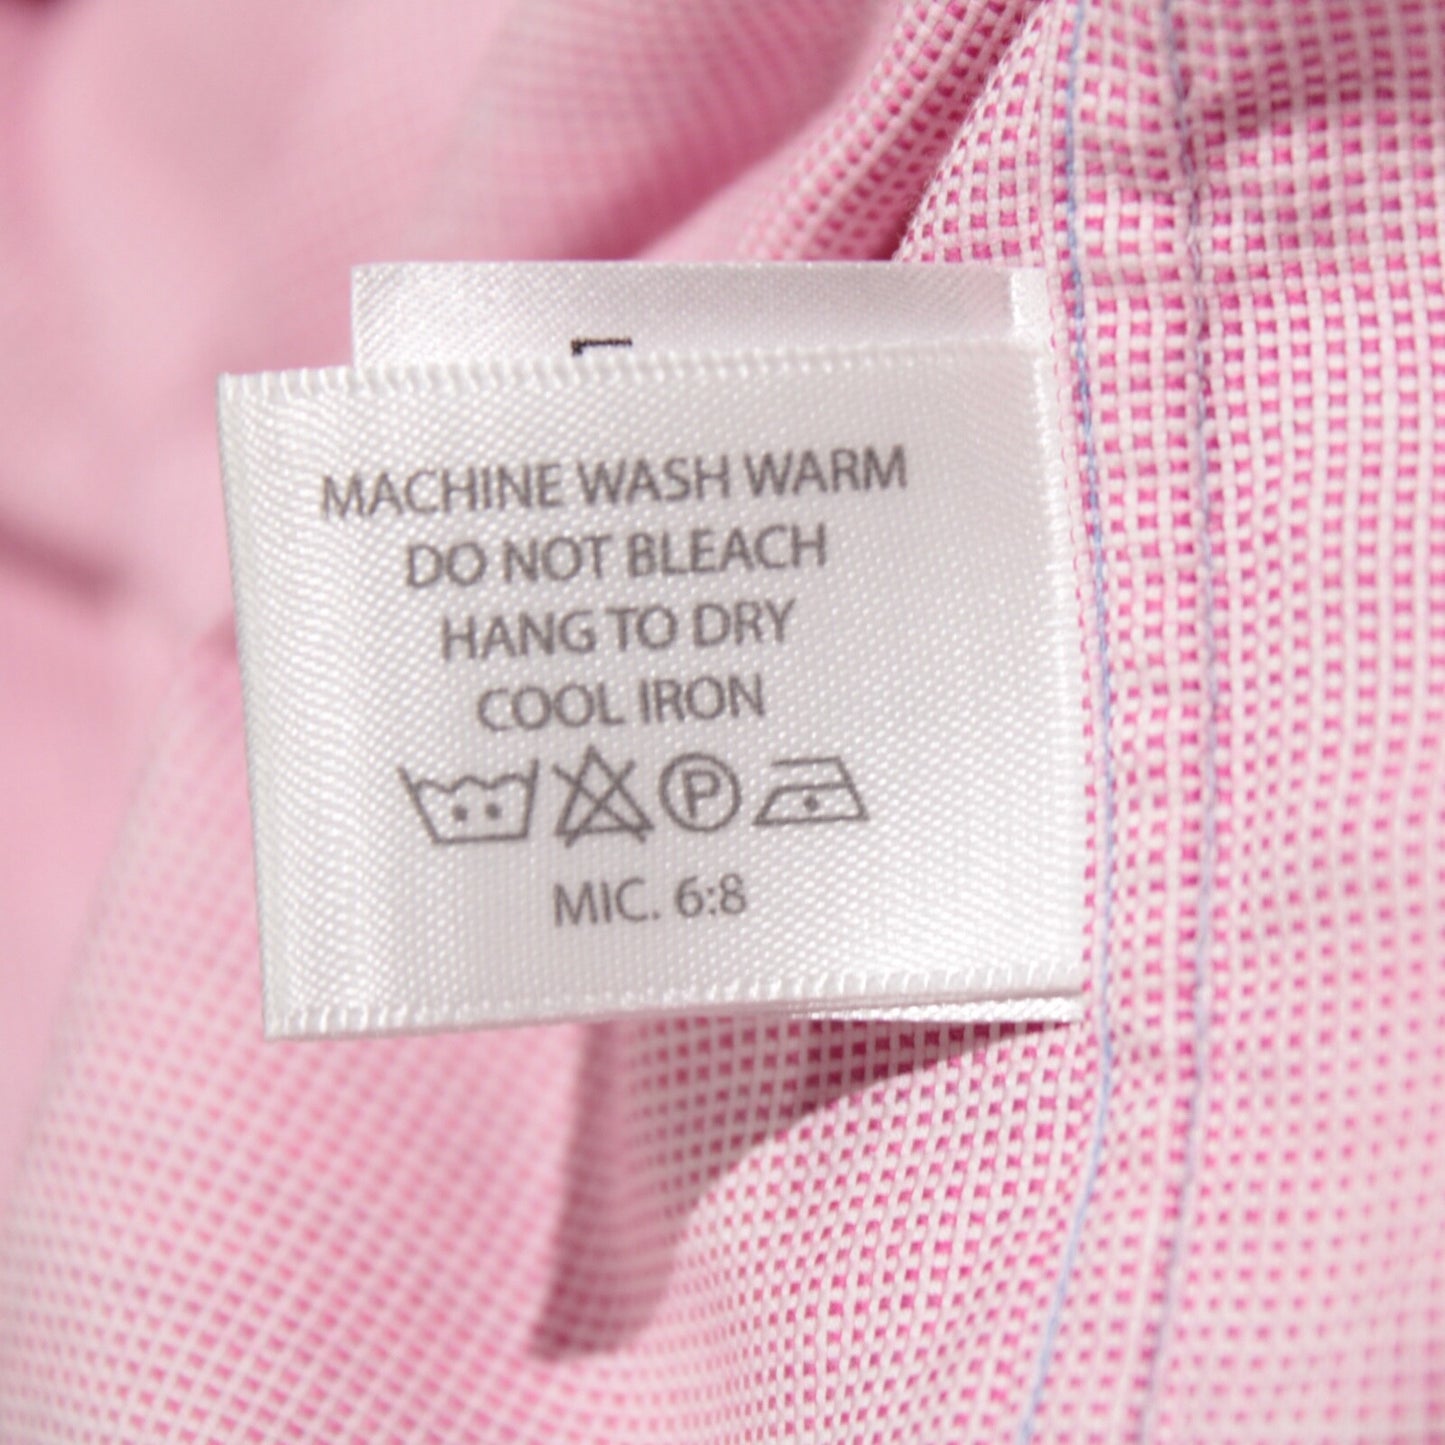 MACHINE WASH WARM
DO NOT BLEACH
HANG TO DRY
COOL IRON
P
MIC. 6:8